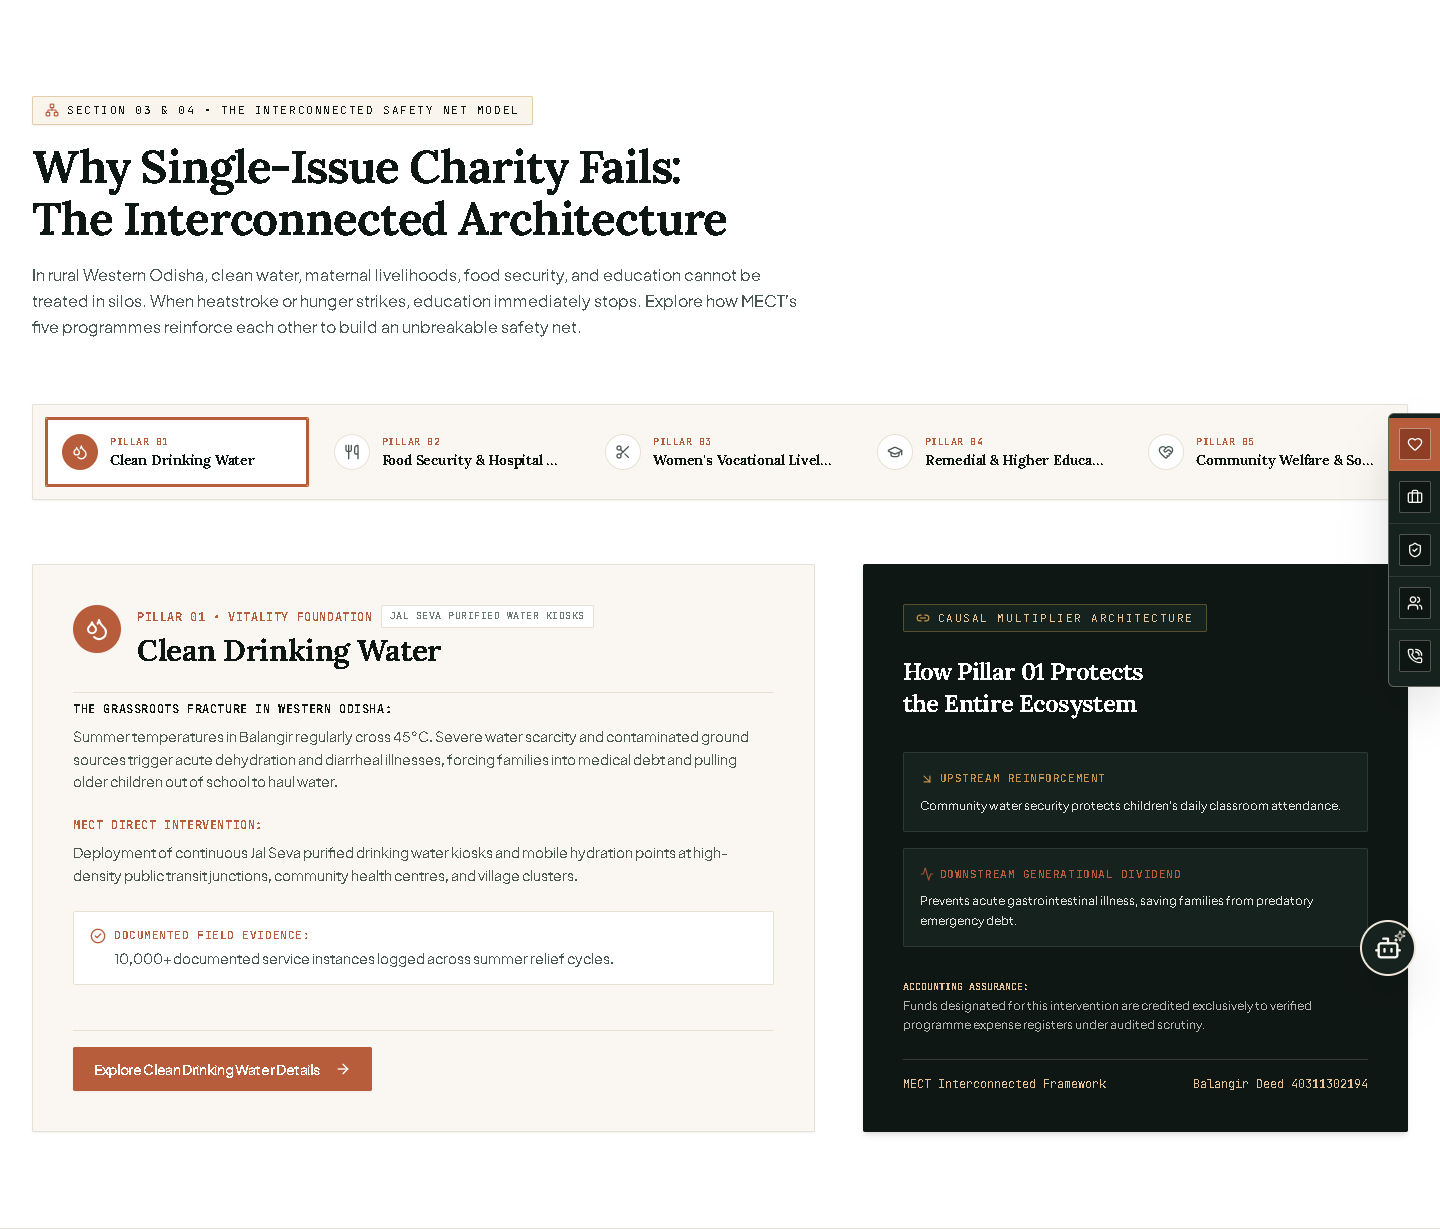 SECTION 03 & 04 • THE INTERCONNECTED SAFETY NET MODEL
Why Single-Issue Charity Fails:
The Interconnected Architecture
In rural Western Odisha, clean water, maternal livelihoods, food security, and education cannot be
treated in silos. When heatstroke or hunger strikes, education immediately stops. Explore how MECT's
five programmes reinforce each other to build an unbreakable safety net.
PILLAR 01
Clean Drinking Water
PILLAR 02
Food Security & Hospital ...
PILLAR 03
Women's Vocational Livel...
PILLAR 04
Remedial & Higher Educa...
PILLAR 05
Community Welfare & So...
PILLAR 01 • VITALITY FOUNDATION
JAL SEVA PURIFIED WATER KIOSKS
Clean Drinking Water
THE GRASSROOTS FRACTURE IN WESTERN ODISHA:
Summer temperatures in Balangir regularly cross 45°C. Severe water scarcity and contaminated ground
sources trigger acute dehydration and diarrheal illnesses, forcing families into medical debt and pulling
older children out of school to haul water.
MECT DIRECT INTERVENTION:
Deployment of continuous Jal Seva purified drinking water kiosks and mobile hydration points at high-
density public transit junctions, community health centres, and village clusters.
DOCUMENTED FIELD EVIDENCE:
10,000+ documented service instances logged across summer relief cycles.
Explore Clean Drinking Water Details
CAUSAL MULTIPLIER ARCHITECTURE
How Pillar 01 Protects
the Entire Ecosystem
UPSTREAM REINFORCEMENT
Community water security protects children's daily classroom attendance.
DOWNSTREAM GENERATIONAL DIVIDEND
Prevents acute gastrointestinal illness, saving families from predatory
emergency debt.
ACCOUNTING ASSURANCE:
Funds designated for this intervention are credited exclusively to verified
programme expense registers under audited scrutiny.
MECT Interconnected Framework
Balangir Deed 40311302194